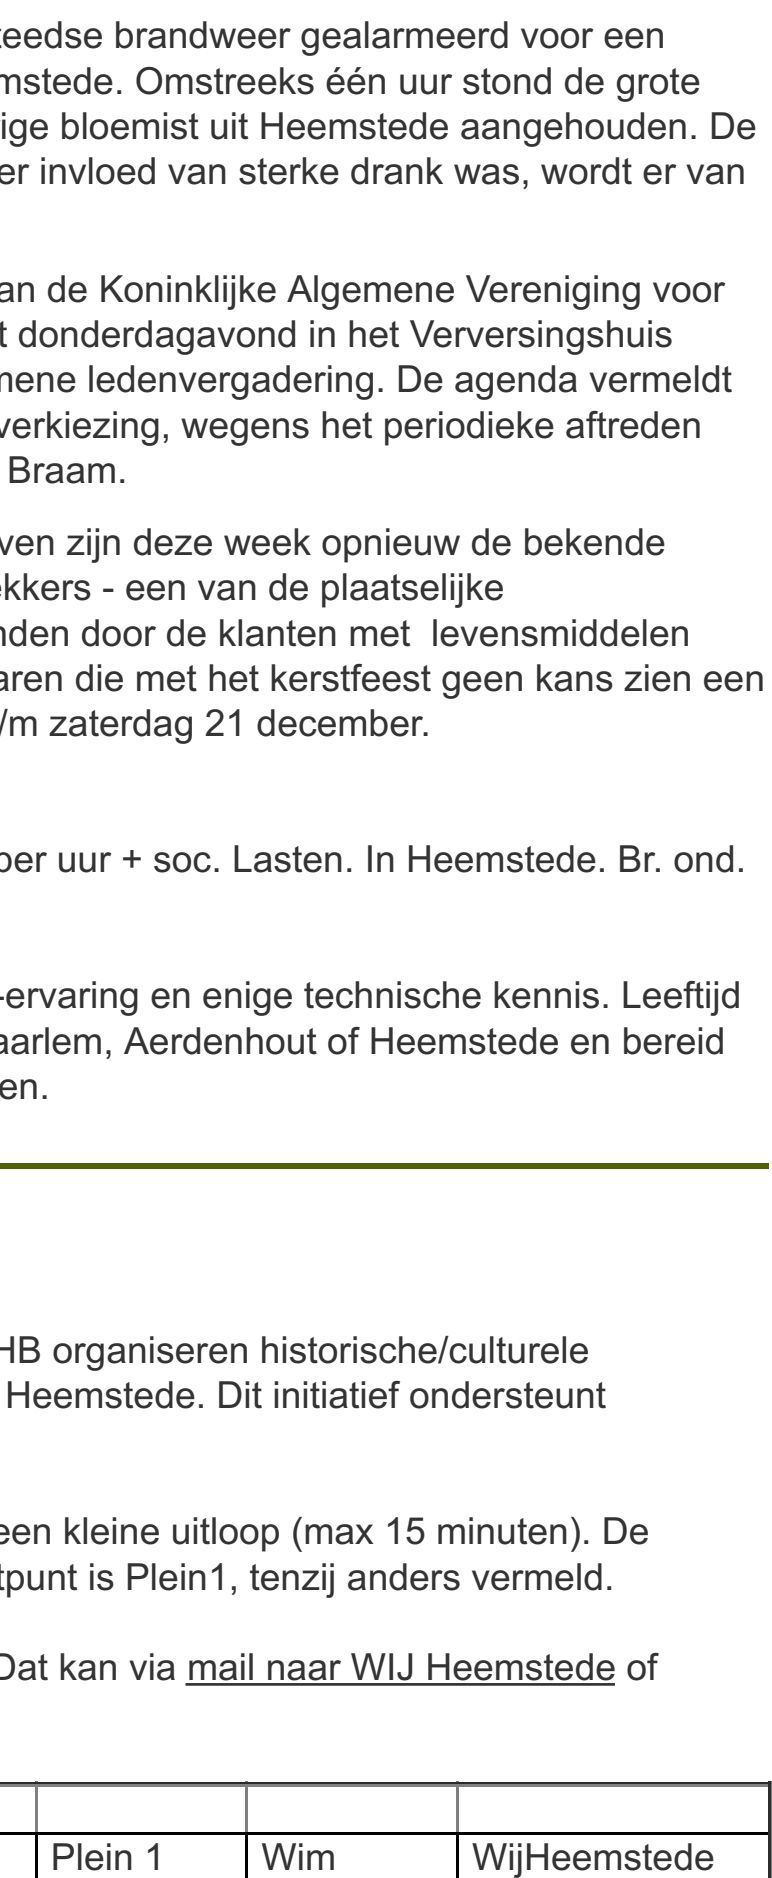 teedse brandweer gealarmeerd voor een
mstede. Omstreeks één uur stond de grote
rige bloemist uit Heemstede aangehouden. De
er invloed van sterke drank was, wordt er van
an de Koninklijke Algemene Vereniging voor
t donderdagavond in het Ververshingshuis
mene ledenvergadering. De agenda vermeldt
verkiezing, wegens het periodieke aftreden
Braam.
ven zijn deze week opnieuw de bekende
ekkers - een van de plaatselijke
nden door de klanten met  levensmiddelen
aren die met het kerstfeest geen kans zien een
/m zaterdag 21 december.
per uur + soc. Lasten. In Heemstede. Br. ond.
-ervaring en enige technische kennis. Leeftijd
aarlem, Aerdenhout of Heemstede en bereid
en.
HB organiseren historische/culturele
Heemstede. Dit initiatief ondersteunt
een kleine uitloop (max 15 minuten). De
tpunt is Plein1, tenzij anders vermeld.
Dat kan via mail naar WIJ Heemstede of
Plein 1 Wim WijHeemstede